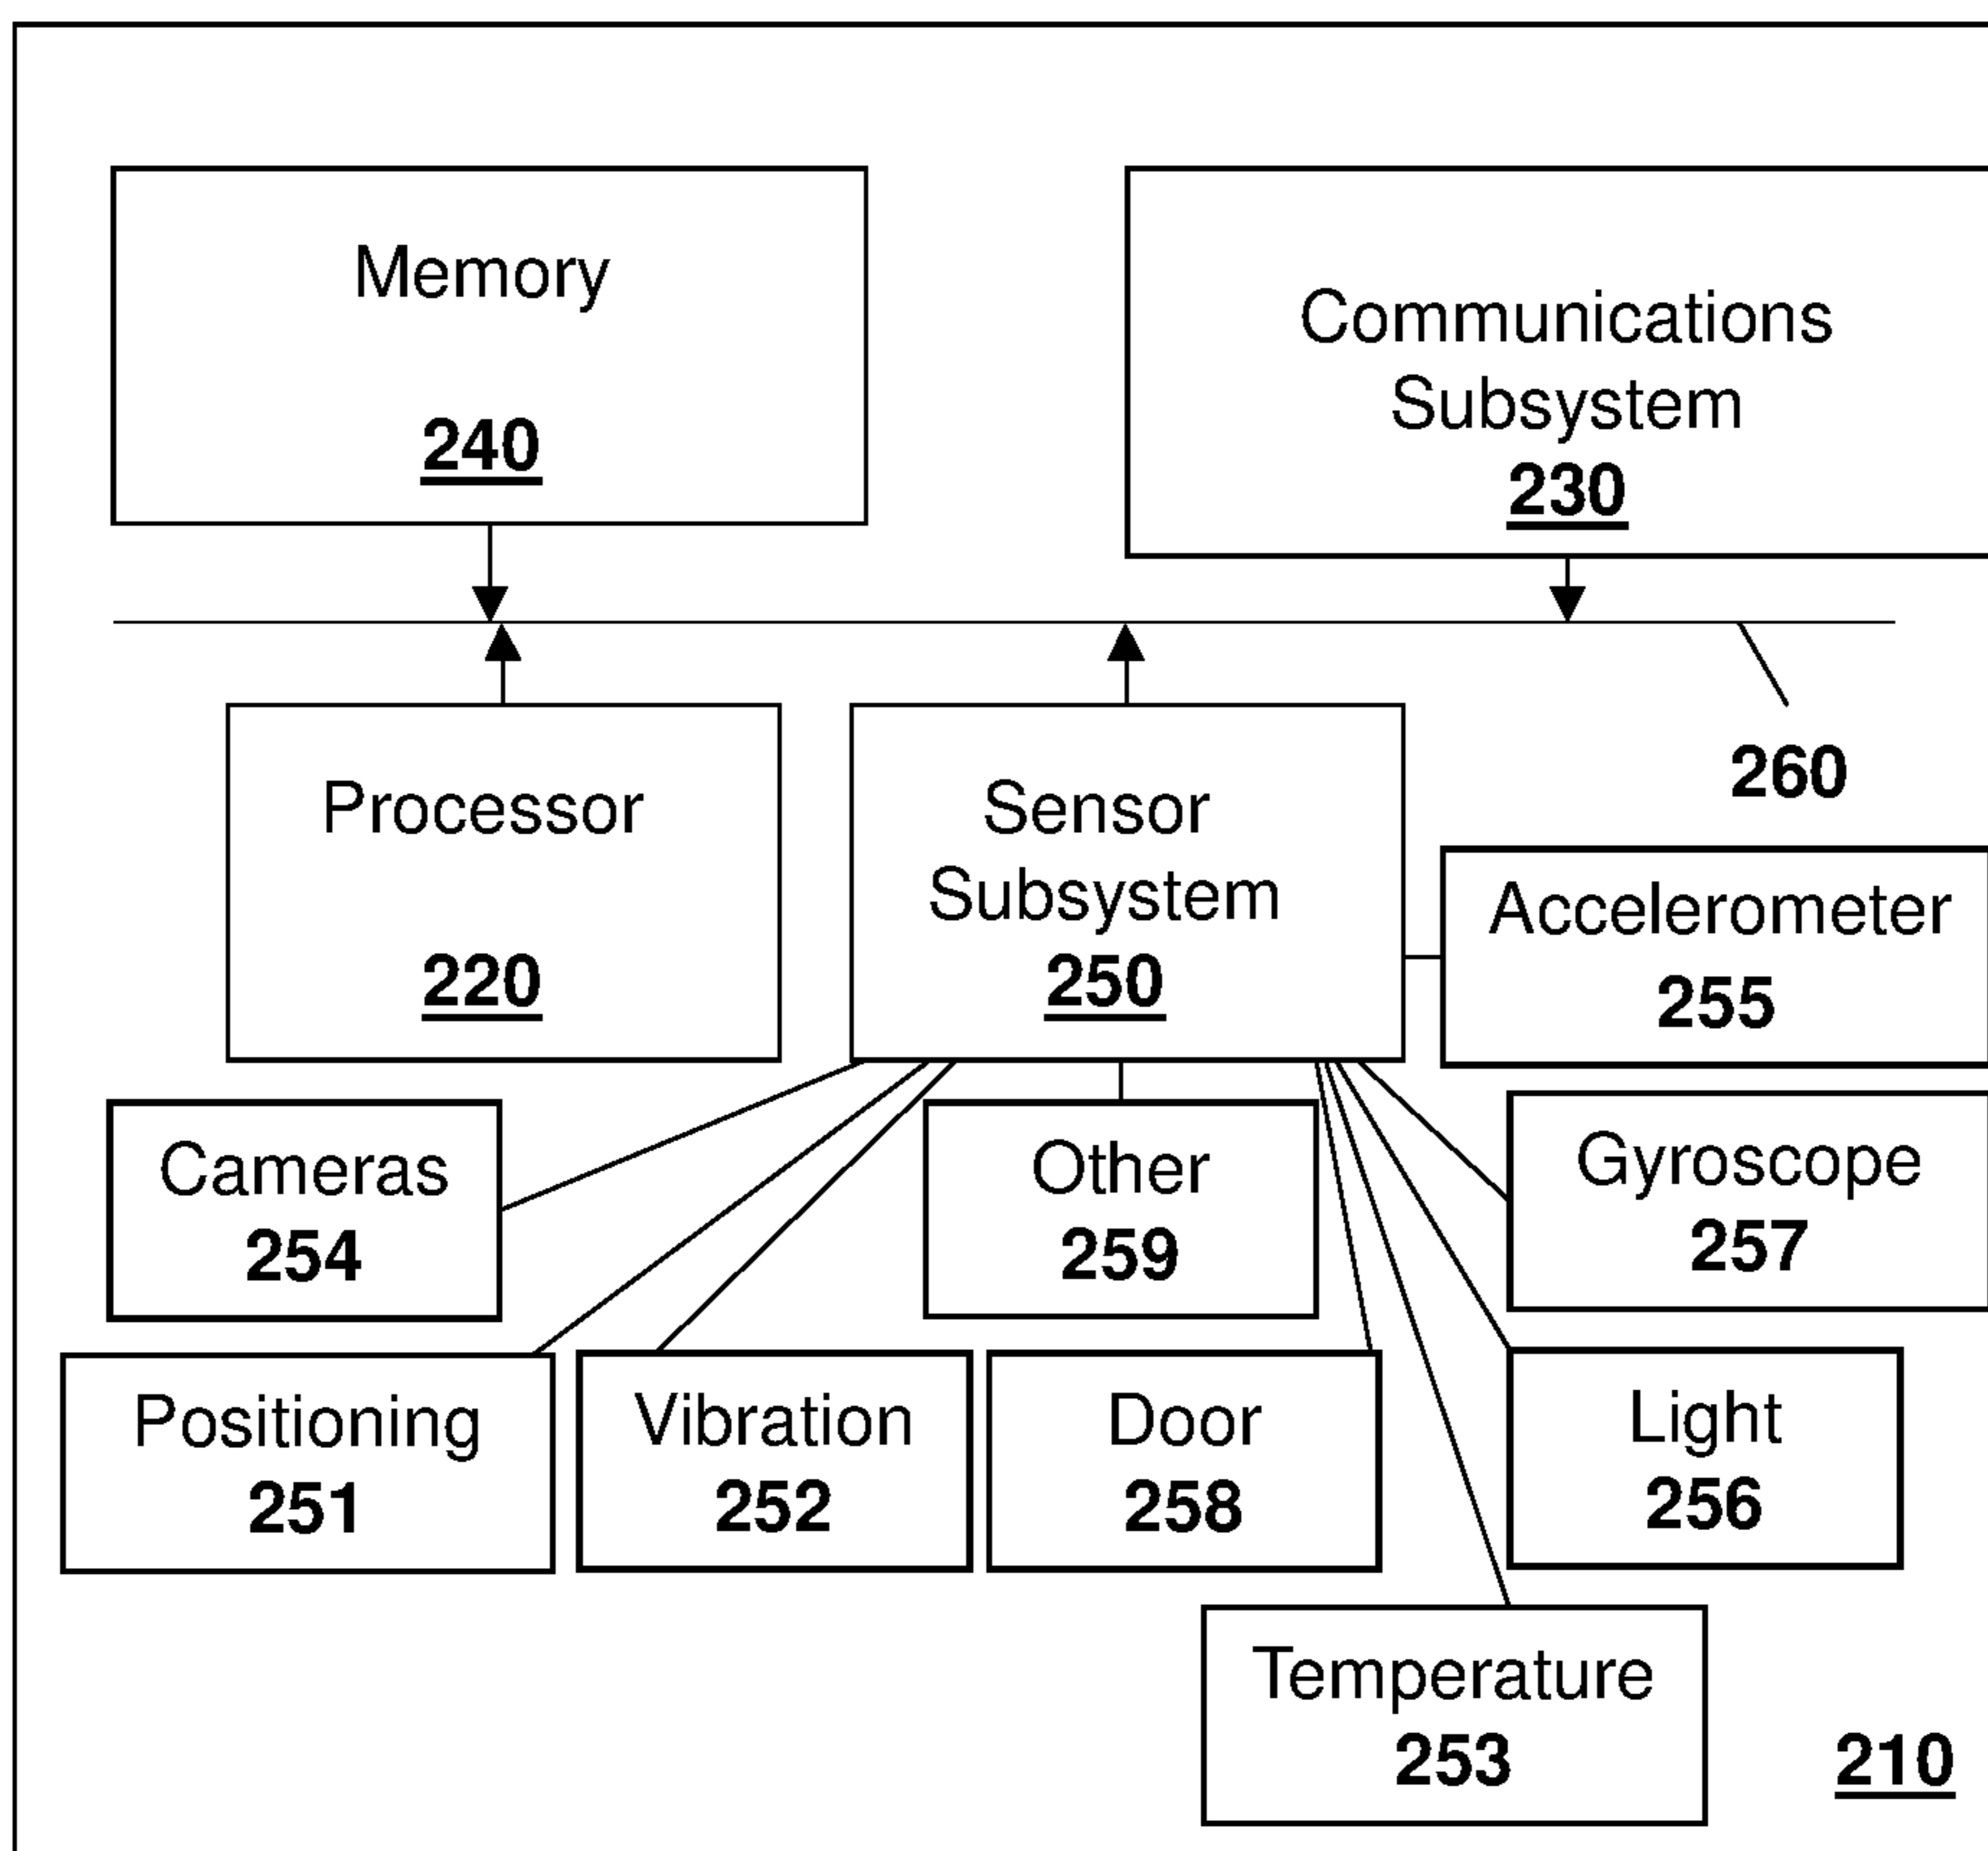 Memory
240
Communications
Subsystem
230
Processor
220
Sensor
Subsystem
250
260
Accelerometer
255
Cameras
254
Other
259
Gyroscope
257
Positioning
251
Vibration
252
Door
258
Light
256
Temperature
253
210